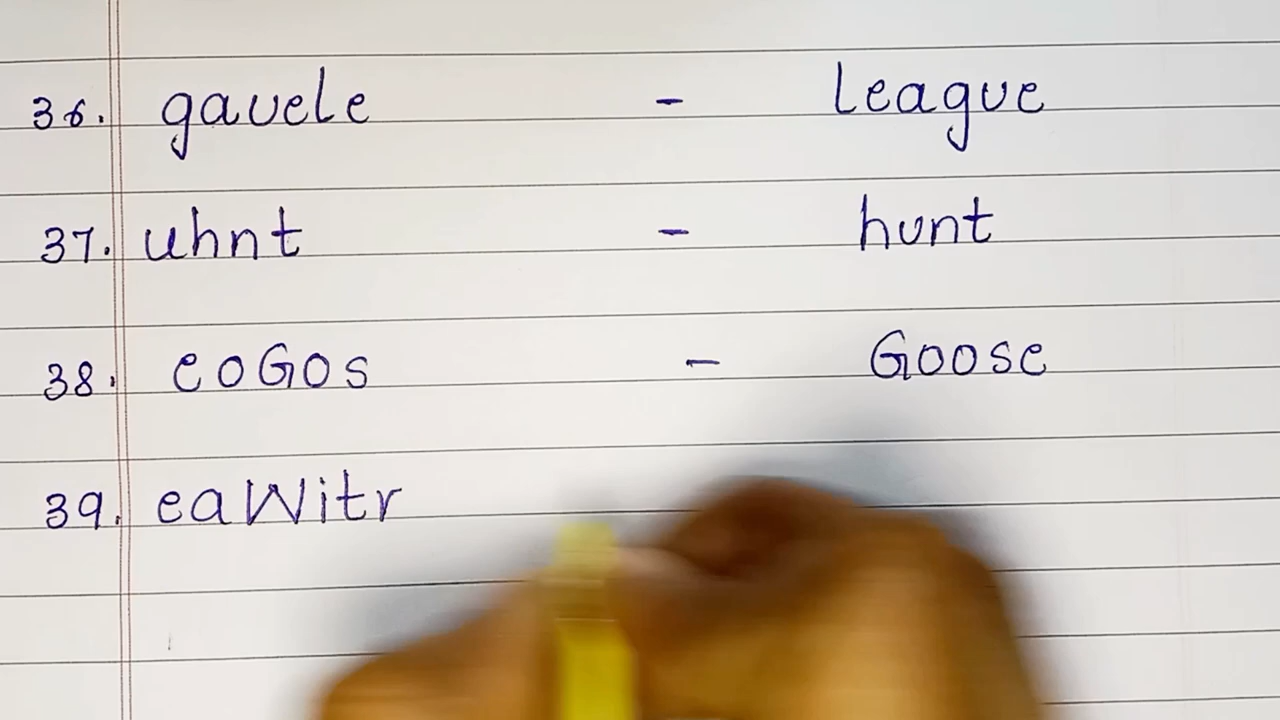 36. gauele - league
37. uhnt - hunt
38. eoGos - Goose
39. eaWitr